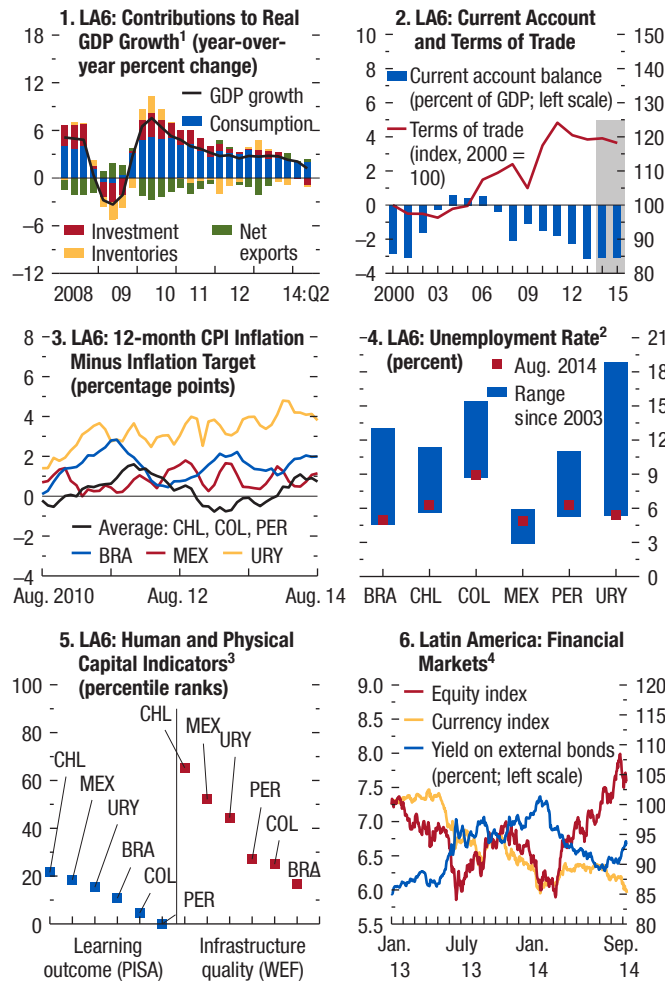 1. LA6: Contributions to Real
GDP Growth¹ (year-over-
year percent change)
18
12
6
0
–6
–12
GDP growth
Consumption
Investment
Inventories
Net
exports
2008 09 10 11 12 14:Q2
2. LA6: Current Account
and Terms of Trade
10
8
6
4
2
0
–2
–4
150
140
130
120
110
100
90
80
Current account balance
(percent of GDP; left scale)
Terms of trade
(index, 2000 =
100)
2000 03 06 09 12 15
3. LA6: 12-month CPI Inflation
Minus Inflation Target
(percentage points)
8
6
4
2
0
–2
–4
Average: CHL, COL, PER
BRA MEX URY
Aug. 2010 Aug. 12 Aug. 14
4. LA6: Unemployment Rate²
(percent)
21
18
15
12
9
6
3
0
Aug. 2014
Range
since 2003
BRA CHL COL MEX PER URY
5. LA6: Human and Physical
Capital Indicators³
(percentile ranks)
100
80
60
40
20
0
CHL
MEX
URY
BRA
COL
PER
CHL
MEX
URY
PER
COL
BRA
Learning
outcome (PISA)
Infrastructure
quality (WEF)
6. Latin America: Financial
Markets⁴
9.0
8.5
8.0
7.5
7.0
6.5
6.0
5.5
120
115
110
105
100
95
90
85
80
Equity index
Currency index
Yield on external bonds
(percent; left scale)
Jan.
13
July
Jan.
14
Sep.
14